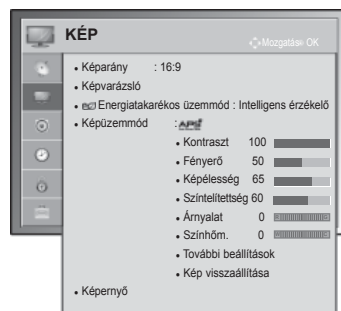 KÉP
Mozgatás OK
• Képarány : 16:9
• Képvarázsló
• Energiatakarékos üzemmód : Intelligens érzékelő
• Képüzemmód : APS
• Kontraszt 100
• Fényerő 50
• Képélesség 65
• Színtelítettség 60
• Árnyalat 0
• Színhőm. 0
• További beállítások
• Kép visszaállítása
• Képernyő